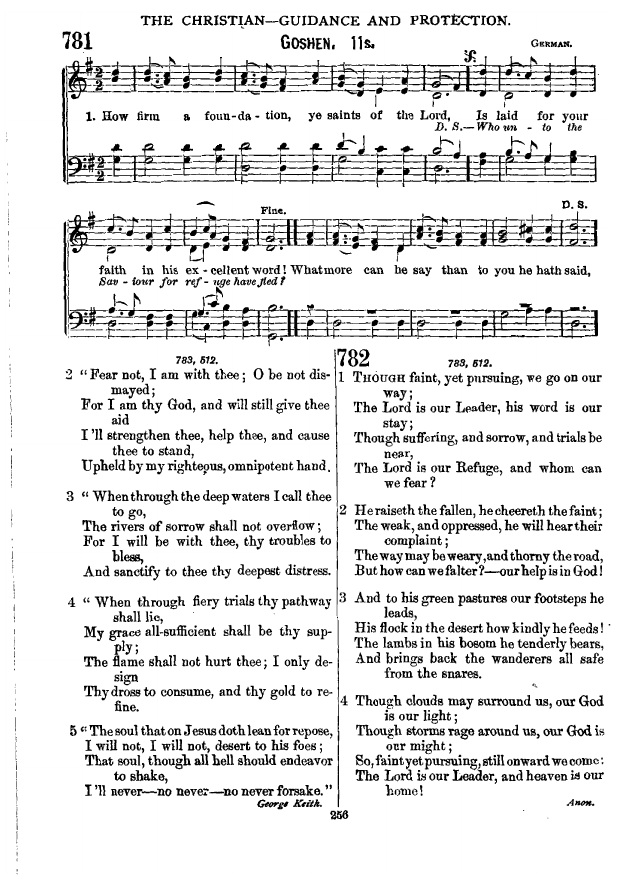 THE CHRISTIAN—GUIDANCE AND PROTECTION.
781
GOSHEN. 11s.
GERMAN.
1. How firm a foun-da-tion, ye saints of the Lord, Is laid for your
D. S.—Who un - to the
Fine.
D. S.
faith in his ex-cellent word! What more can he say than to you he hath said,
Sav - iour for ref - uge have fled?
783, 512.
2 "Fear not, I am with thee; O be not dis-
mayed;
For I am thy God, and will still give thee
aid
I'll strengthen thee, help thee, and cause
thee to stand,
Upheld by my righteous, omnipotent hand.
3 "When through the deep waters I call thee
to go,
The rivers of sorrow shall not overflow;
For I will be with thee, thy troubles to
bless,
And sanctify to thee thy deepest distress.
4 "When through fiery trials thy pathway
shall lie,
My grace all-sufficient shall be thy sup-
ply;
The flame shall not hurt thee; I only de-
sign
Thy dross to consume, and thy gold to re-
fine.
5 "The soul that on Jesus doth lean for repose,
I will not, I will not, desert to his foes;
That soul, though all hell should endeavor
to shake,
I'll never—no never—no never forsake."
George Keith.
782
783, 512.
1 THOUGH faint, yet pursuing, we go on our
way;
The Lord is our Leader, his word is our
stay;
Though suffering, and sorrow, and trials be
near,
The Lord is our Refuge, and whom can
we fear?
2 He raiseth the fallen, he cheereth the faint;
The weak, and oppressed, he will hear their
complaint;
The way may be weary, and thorny the road,
But how can we falter?—our help is in God!
3 And to his green pastures our footsteps he
leads,
His flock in the desert how kindly he feeds!
The lambs in his bosom he tenderly bears,
And brings back the wanderers all safe
from the snares.
4 Though clouds may surround us, our God
is our light;
Though storms rage around us, our God is
our might;
So, faint yet pursuing, still onward we come:
The Lord is our Leader, and heaven is our
home!
Anon.
256